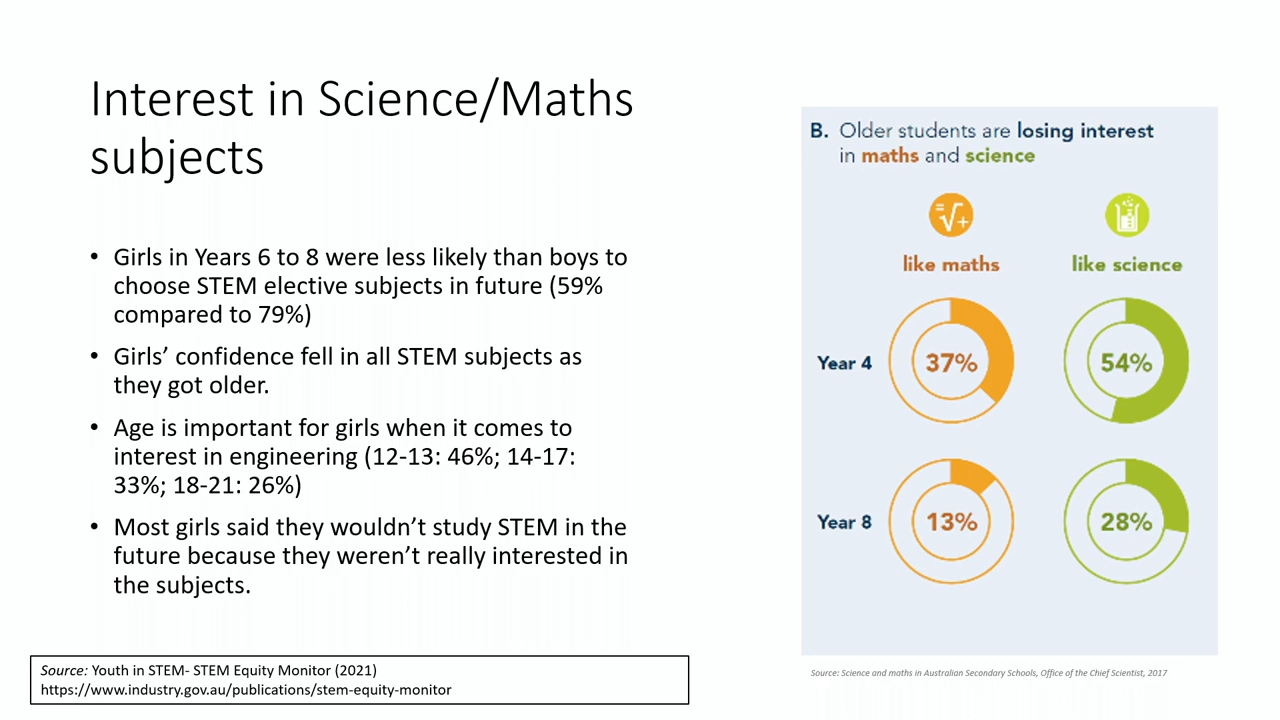 Interest in Science/Maths
subjects
• Girls in Years 6 to 8 were less likely than boys to
choose STEM elective subjects in future (59%
compared to 79%)
• Girls’ confidence fell in all STEM subjects as
they got older.
• Age is important for girls when it comes to
interest in engineering (12-13: 46%; 14-17:
33%; 18-21: 26%)
• Most girls said they wouldn’t study STEM in the
future because they weren’t really interested in
the subjects.
Source: Youth in STEM- STEM Equity Monitor (2021)
https://www.industry.gov.au/publications/stem-equity-monitor
B. Older students are losing interest
in maths and science
= √ +
like maths like science
Year 4 37% 54%
Year 8 13% 28%
Source: Science and maths in Australian Secondary Schools, Office of the Chief Scientist, 2017